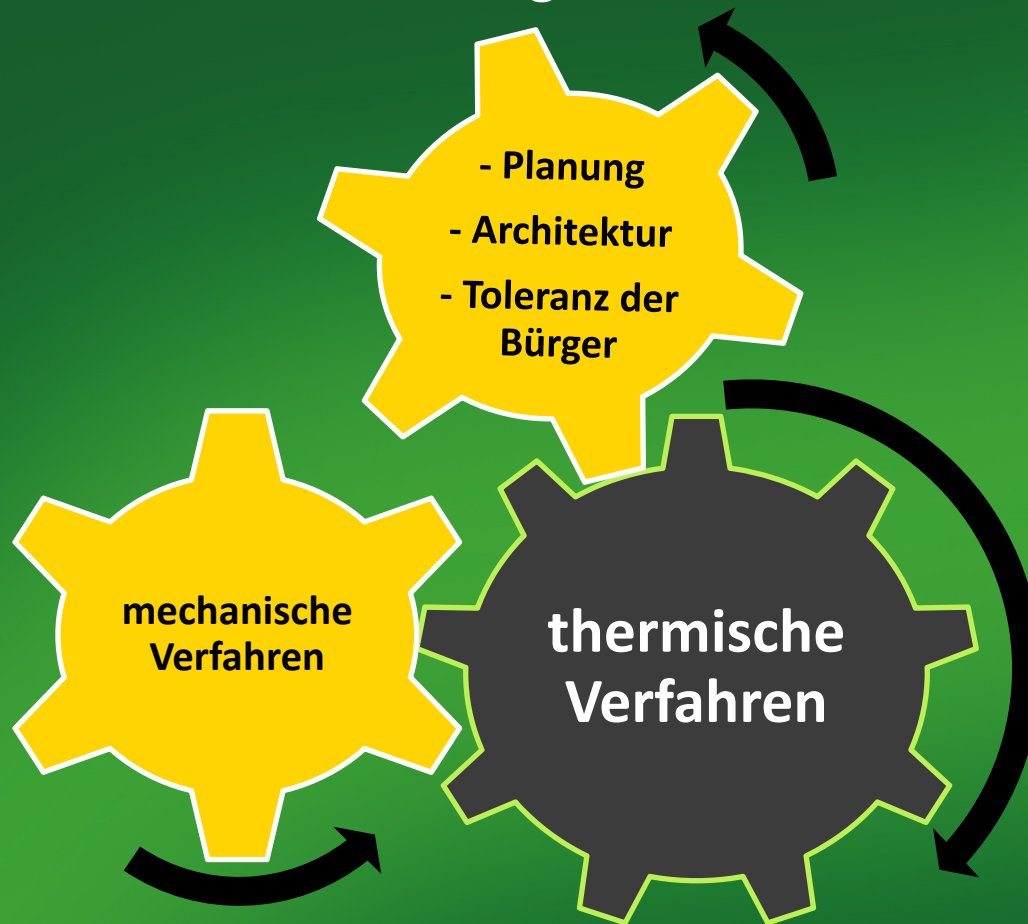 - Planung
- Architektur
- Toleranz der
Bürger
mechanische
Verfahren
thermische
Verfahren